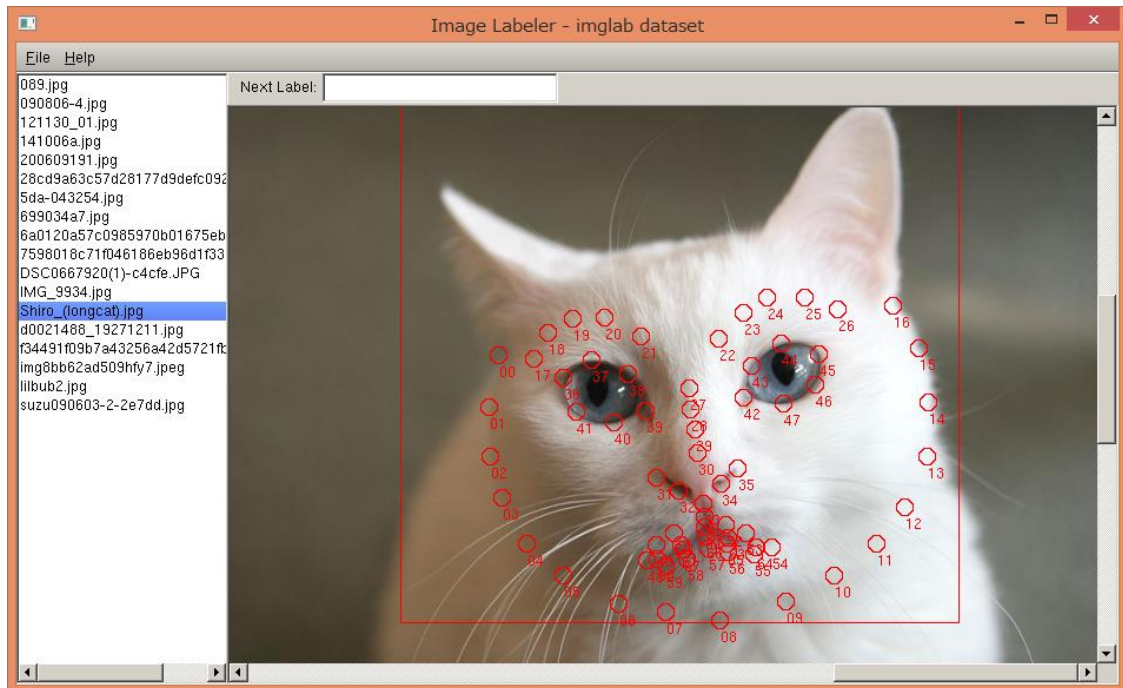 Image Labeler - imglab dataset
File Help
Next Label:
089.jpg
090806-4.jpg
121130_01.jpg
141006a.jpg
200609191.jpg
28cd9a63c57d28177d9defc092
5da-043254.jpg
699034a7.jpg
6a0120a57c0985970b01675eb
7598018c71f046186eb96d1f33
DSC0667920(1)-c4cfe.JPG
IMG_9934.jpg
Shiro_(longcat).jpg
d0021488_19271211.jpg
f34491f09b7a43256a42d5721fb
img8bb62ad509hfy7.jpeg
lilbub2.jpg
suzu090603-2-2e7dd.jpg
24 25
23 26 16
19 20
18 21 22 44 15
00 17 37 45
36 38 43
42 46 14
27
01 41 40 39 28 47
29
02 30 13
35
03 31 32 34
12
04 11
57 56 55 54
58
05 59 10
06 07 08 09